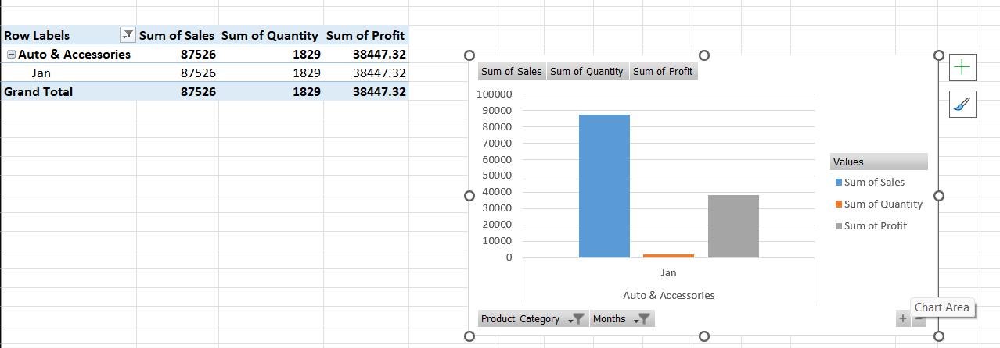 Row Labels Sum of Sales Sum of Quantity Sum of Profit
Auto & Accessories 87526 1829 38447.32
Jan 87526 1829 38447.32
Grand Total 87526 1829 38447.32
Sum of Sales Sum of Quantity Sum of Profit
100000
90000
80000
70000
60000
50000
40000
30000
20000
10000
0
Jan
Auto & Accessories
Values
Sum of Sales
Sum of Quantity
Sum of Profit
Product Category Months
Chart Area